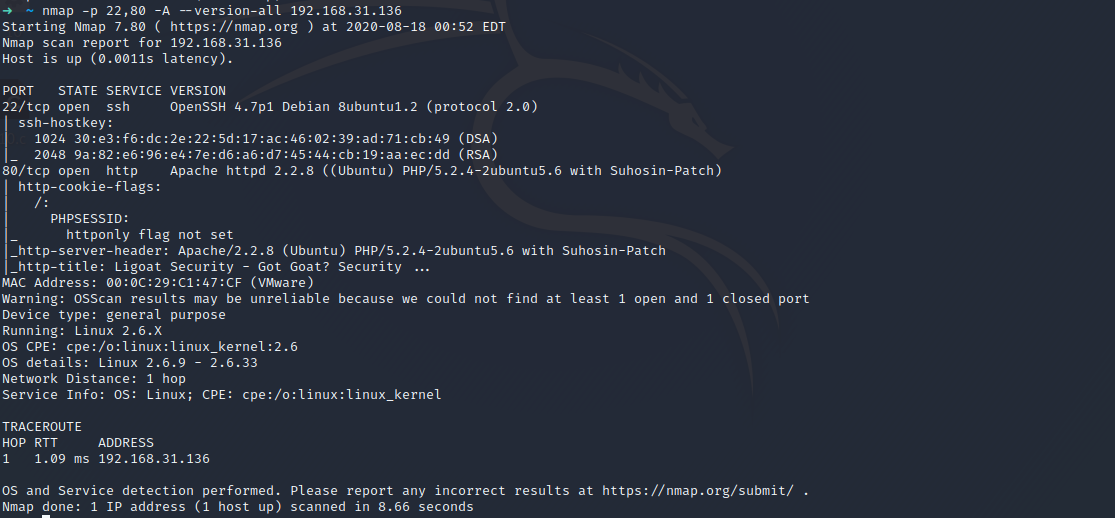 → ~ nmap -p 22,80 -A --version-all 192.168.31.136
Starting Nmap 7.80 ( https://nmap.org ) at 2020-08-18 00:52 EDT
Nmap scan report for 192.168.31.136
Host is up (0.0011s latency).
PORT   STATE SERVICE VERSION
22/tcp open  ssh     OpenSSH 4.7p1 Debian 8ubuntu1.2 (protocol 2.0)
| ssh-hostkey:
|   1024 30:e3:f6:dc:2e:22:5d:17:ac:46:02:39:ad:71:cb:49 (DSA)
|_  2048 9a:82:e6:96:e4:7e:d6:a6:d7:45:44:cb:19:aa:ec:dd (RSA)
80/tcp open  http    Apache httpd 2.2.8 ((Ubuntu) PHP/5.2.4-2ubuntu5.6 with Suhosin-Patch)
| http-cookie-flags:
|   /:
|     PHPSESSID:
|_      httponly flag not set
|_http-server-header: Apache/2.2.8 (Ubuntu) PHP/5.2.4-2ubuntu5.6 with Suhosin-Patch
|_http-title: Ligoat Security - Got Goat? Security ...
MAC Address: 00:0C:29:C1:47:CF (VMware)
Warning: OSScan results may be unreliable because we could not find at least 1 open and 1 closed port
Device type: general purpose
Running: Linux 2.6.X
OS CPE: cpe:/o:linux:linux_kernel:2.6
OS details: Linux 2.6.9 - 2.6.33
Network Distance: 1 hop
Service Info: OS: Linux; CPE: cpe:/o:linux:linux_kernel
TRACEROUTE
HOP RTT     ADDRESS
1   1.09 ms 192.168.31.136
OS and Service detection performed. Please report any incorrect results at https://nmap.org/submit/ .
Nmap done: 1 IP address (1 host up) scanned in 8.66 seconds